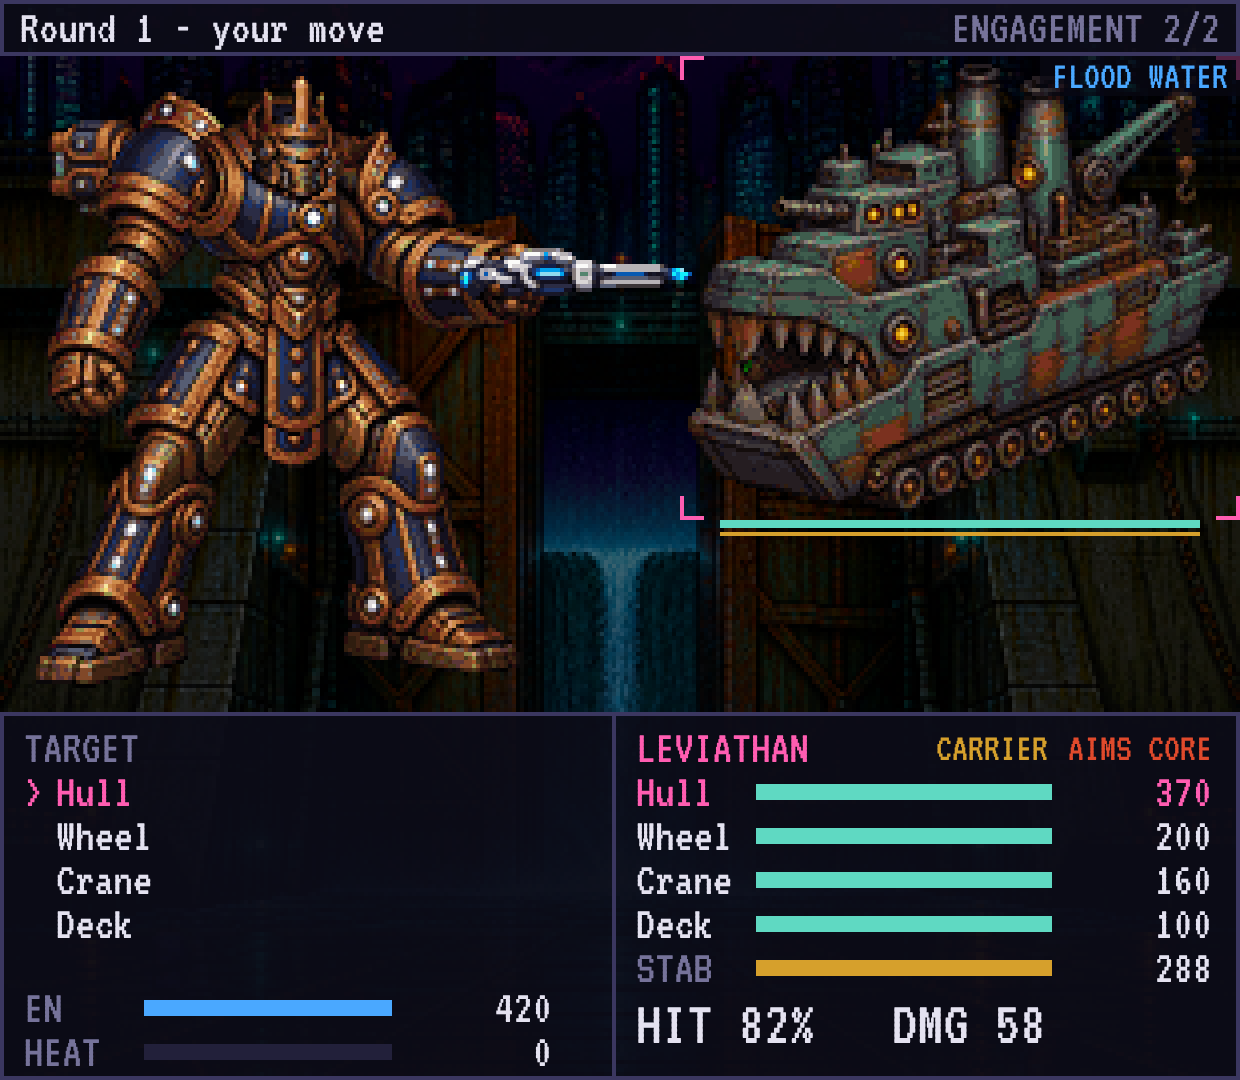 Round 1 - your move
ENGAGEMENT 2/2
FLOOD WATER
TARGET
> Hull
Wheel
Crane
Deck
EN 420
HEAT 0
LEVIATHAN CARRIER AIMS CORE
Hull 370
Wheel 200
Crane 160
Deck 100
STAB 288
HIT 82% DMG 58